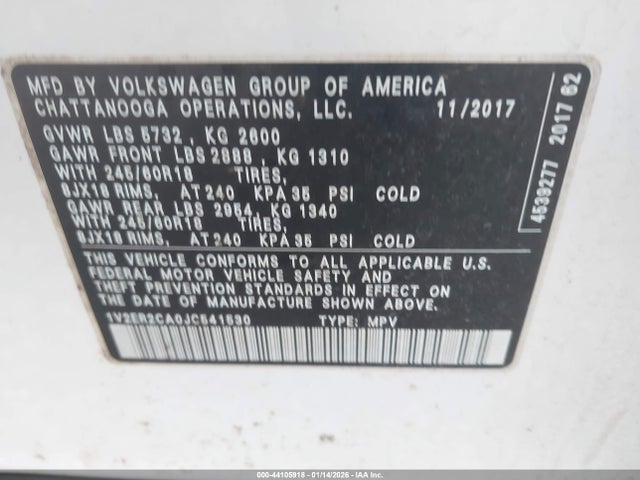 MFD BY VOLKSWAGEN GROUP OF AMERICA
CHATTANOOGA OPERATIONS, LLC. 11/2017
GVWR LBS 5732 , KG 2600
GAWR FRONT LBS 2888 , KG 1310
WITH 245/60R18 TIRES,
8JX18 RIMS, AT 240 KPA 35 PSI COLD
GAWR REAR LBS 2954, KG 1340
WITH 245/60R18 TIRES,
8JX18 RIMS, AT 240 KPA 35 PSI COLD
THIS VEHICLE CONFORMS TO ALL APPLICABLE U.S.
FEDERAL MOTOR VEHICLE SAFETY AND
THEFT PREVENTION STANDARDS IN EFFECT ON THE
DATE OF MANUFACTURE SHOWN ABOVE.
1V2ER2CA0JC541530 TYPE: MPV
4539277 2017 62
000-44105918 - 01/14/2026 - IAA Inc.